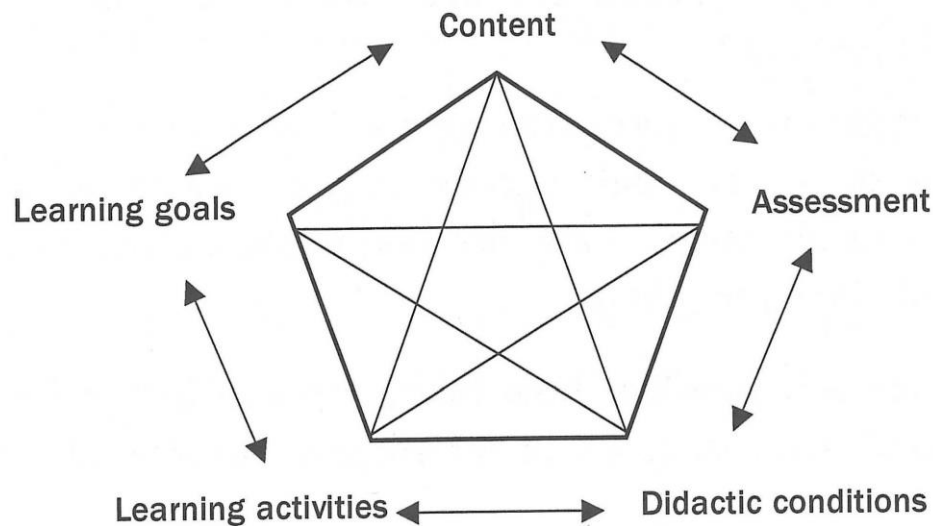 Content
Learning goals
Assessment
Learning activities
Didactic conditions